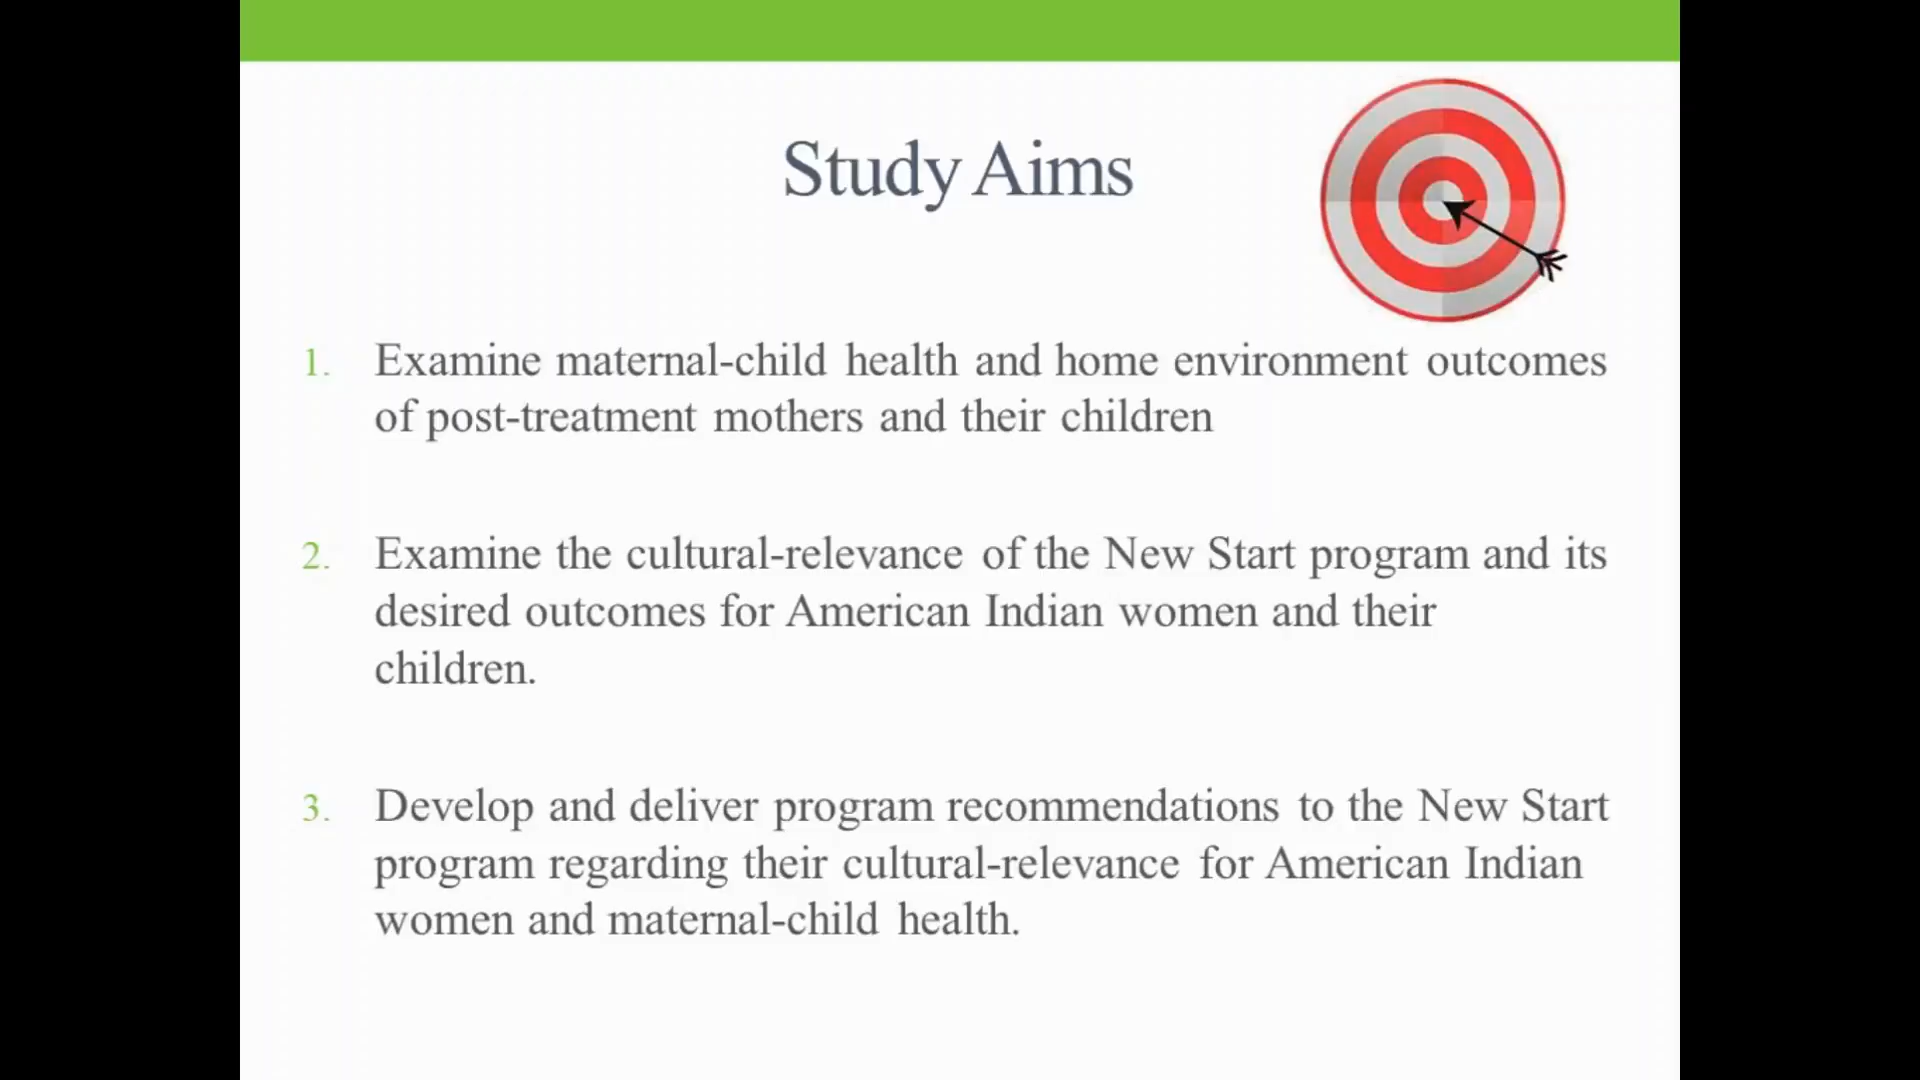 Study Aims
1. Examine maternal-child health and home environment outcomes
of post-treatment mothers and their children
2. Examine the cultural-relevance of the New Start program and its
desired outcomes for American Indian women and their
children.
3. Develop and deliver program recommendations to the New Start
program regarding their cultural-relevance for American Indian
women and maternal-child health.